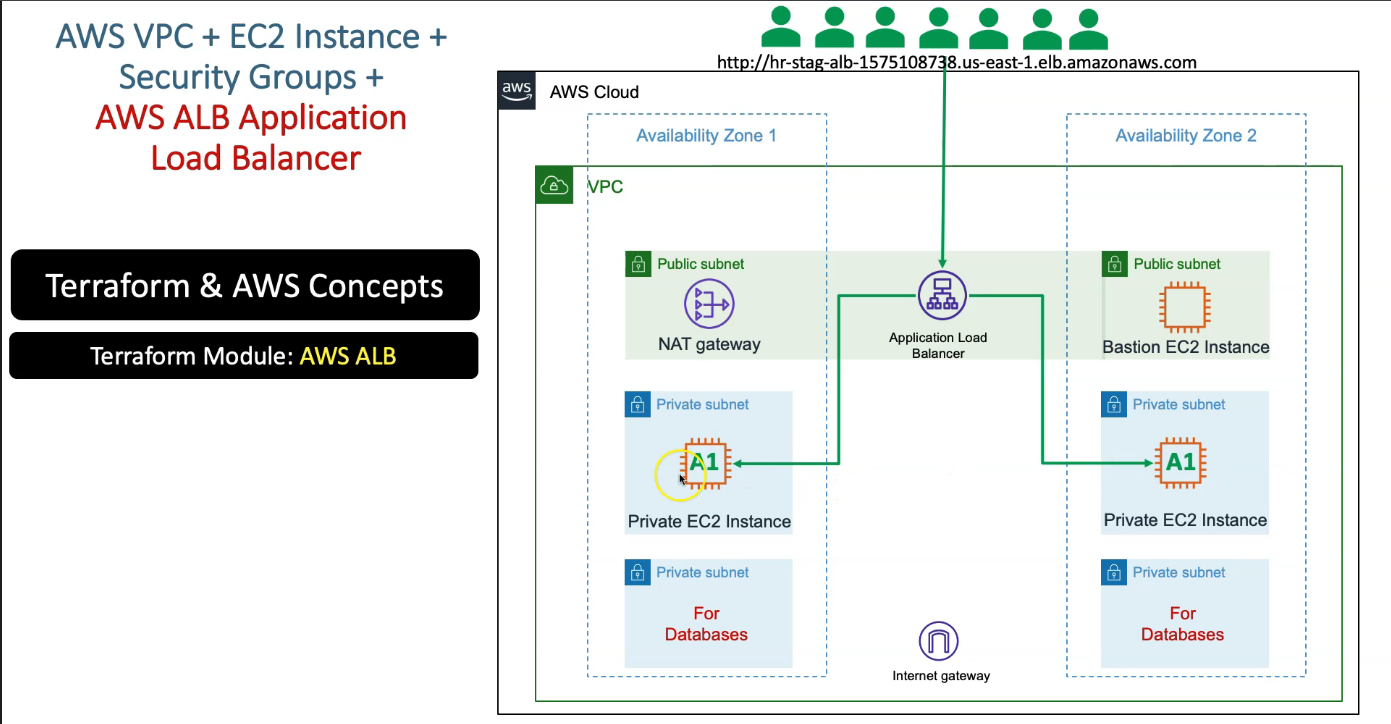 AWS VPC + EC2 Instance +
Security Groups +
AWS ALB Application
Load Balancer
Terraform & AWS Concepts
Terraform Module: AWS ALB
http://hr-stag-alb-1575108738.us-east-1.elb.amazonaws.com
aws
AWS Cloud
Availability Zone 1
Availability Zone 2
VPC
Public subnet
NAT gateway
Application Load
Balancer
Public subnet
Bastion EC2 Instance
Private subnet
A1
Private EC2 Instance
Private subnet
A1
Private EC2 Instance
Private subnet
For
Databases
Private subnet
For
Databases
Internet gateway